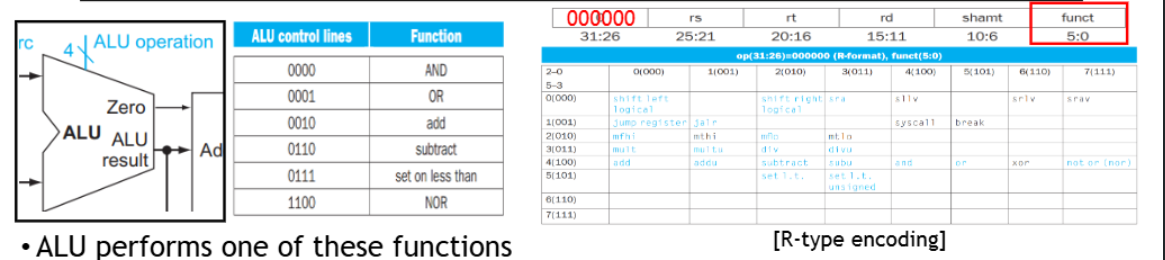 rc
4
ALU operation
Zero
ALU
ALU
result
Ad
ALU control lines Function
0000 AND
0001 OR
0010 add
0110 subtract
0111 set on less than
1100 NOR
• ALU performs one of these functions
000000 rs rt rd shamt funct
31:26 25:21 20:16 15:11 10:6 5:0
op(31:26)=000000 (R-format), funct(5:0)
2–0 0(000) 1(001) 2(010) 3(011) 4(100) 5(101) 6(110) 7(111)
5–3
0(000) shift left logical shift right logical sra sllv srlv srav
1(001) jump register jalr syscall break
2(010) mfhi mthi mflo mtlo
3(011) mult multu div divu
4(100) add addu subtract subu and or xor not or (nor)
5(101) set l.t. set l.t. unsigned
6(110)
7(111)
[R-type encoding]